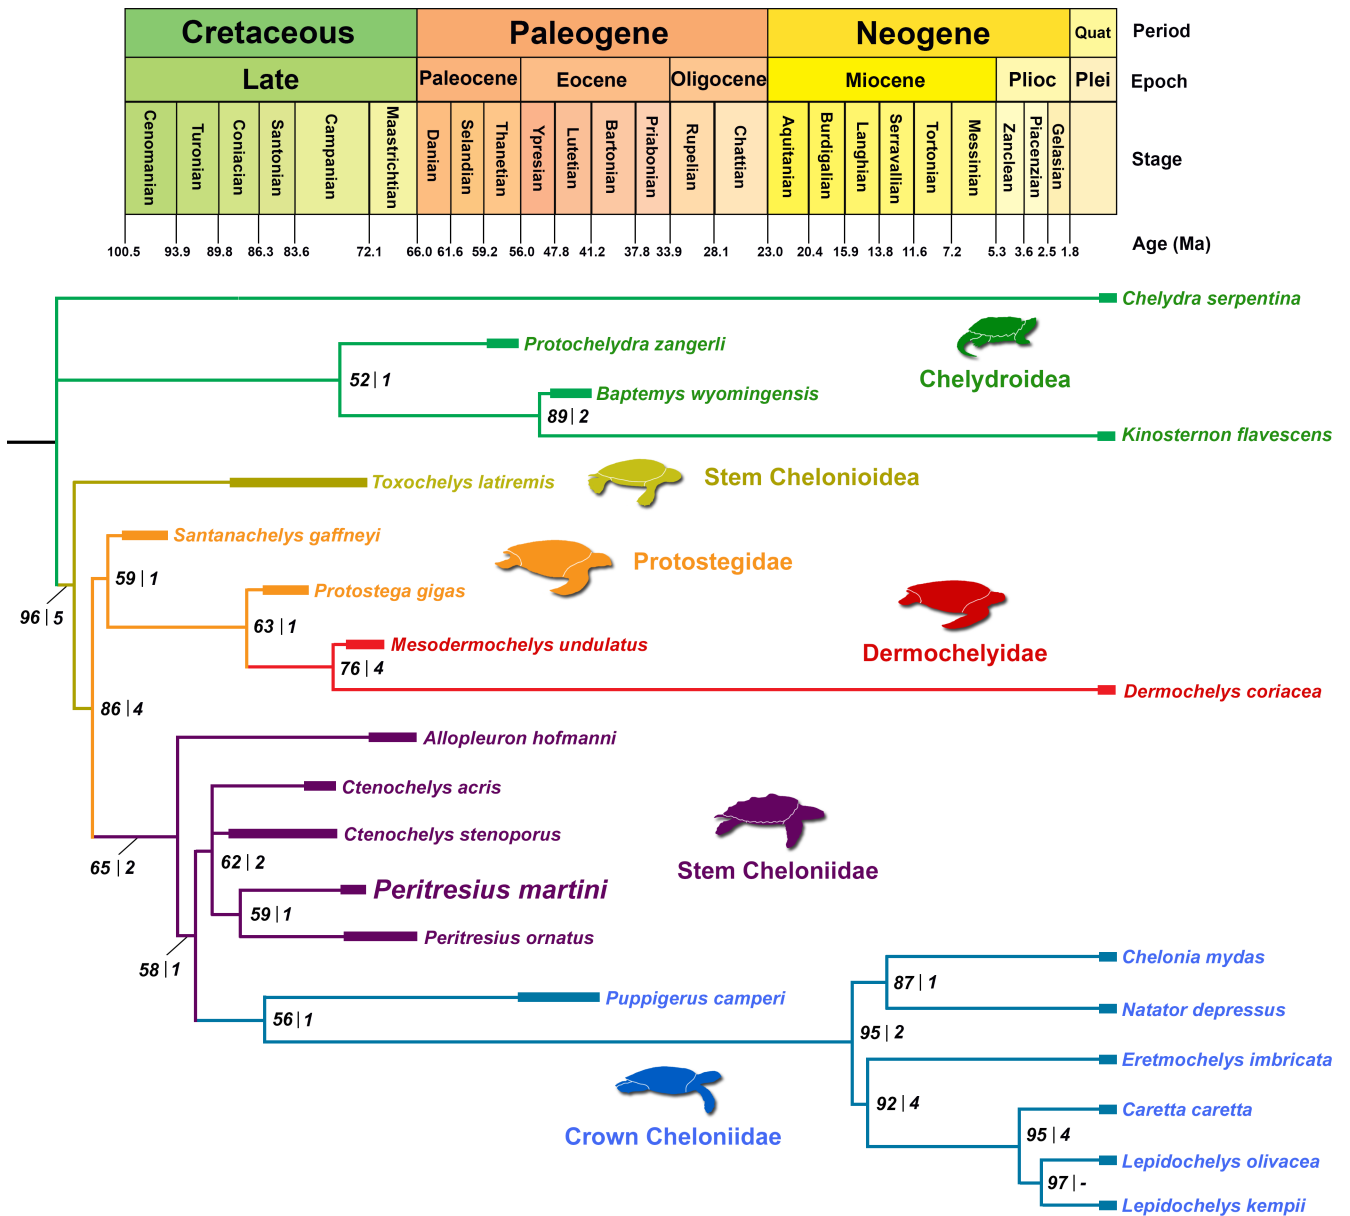 Cretaceous Paleogene Neogene Quat Period
Late Paleocene Eocene Oligocene Miocene Plioc Plei Epoch
Cenomanian Turonian Coniacian Santonian Campanian Maastrichtian Danian Selandian Thanetian Ypresian Lutetian Bartonian Priabonian Rupelian Chattian Aquitanian Burdigalian Langhian Serravallian Tortonian Messinian Zanclean Piacenzian Gelasian Stage
100.5 93.9 89.8 86.3 83.6 72.1 66.0 61.6 59.2 56.0 47.8 41.2 37.8 33.9 28.1 23.0 20.4 15.9 13.8 11.6 7.2 5.3 3.6 2.5 1.8 Age (Ma)
Chelydra serpentina
Protochelydra zangerli
52|1
Chelydroidea
Baptemys wyomingensis
89|2
Kinosternon flavescens
Toxochelys latiremis
Stem Chelonioidea
Santanachelys gaffneyi
Protostegidae
59|1
Protostega gigas
96|5
63|1
Mesodermochelys undulatus
Dermochelyidae
76|4
Dermochelys coriacea
86|4
Allopleuron hofmanni
Ctenochelys acris
Ctenochelys stenoporus
65|2
62|2
Stem Cheloniidae
Peritresius martini
59|1
Peritresius ornatus
58|1
Chelonia mydas
87|1
Puppigerus camperi
Natator depressus
56|1
95|2
Eretmochelys imbricata
92|4
Caretta caretta
Crown Cheloniidae
95|4
Lepidochelys olivacea
97|-
Lepidochelys kempii